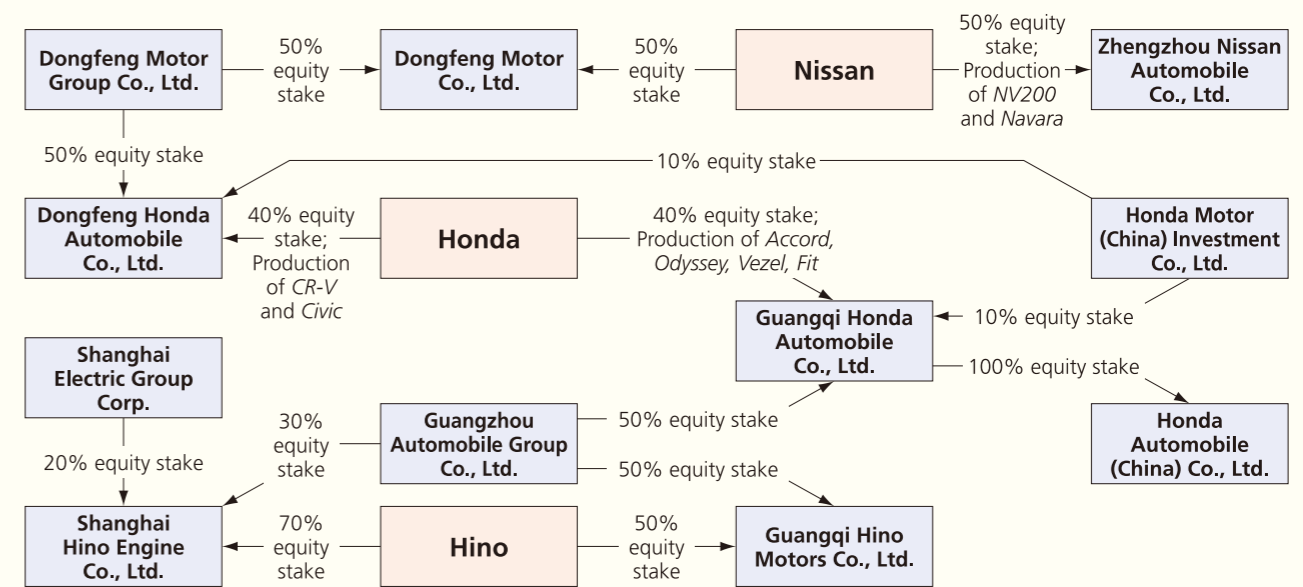 Dongfeng Motor
Group Co., Ltd.
50%
equity
stake
Dongfeng Motor
Co., Ltd.
50%
equity
stake
Nissan
50% equity
stake;
Production
of NV200
and Navara
Zhengzhou Nissan
Automobile
Co., Ltd.
50% equity stake
10% equity stake
Dongfeng Honda
Automobile
Co., Ltd.
40% equity
stake;
Production
of CR-V
and Civic
Honda
40% equity stake;
Production of Accord,
Odyssey, Vezel, Fit
Honda Motor
(China) Investment
Co., Ltd.
Guangqi Honda
Automobile
Co., Ltd.
10% equity stake
100% equity stake
Shanghai
Electric Group
Corp.
20% equity stake
30%
equity
stake
Guangzhou
Automobile Group
Co., Ltd.
50% equity stake
50% equity stake
Honda
Automobile
(China) Co., Ltd.
Shanghai
Hino Engine
Co., Ltd.
70%
equity
stake
Hino
50%
equity
stake
Guangqi Hino
Motors Co., Ltd.